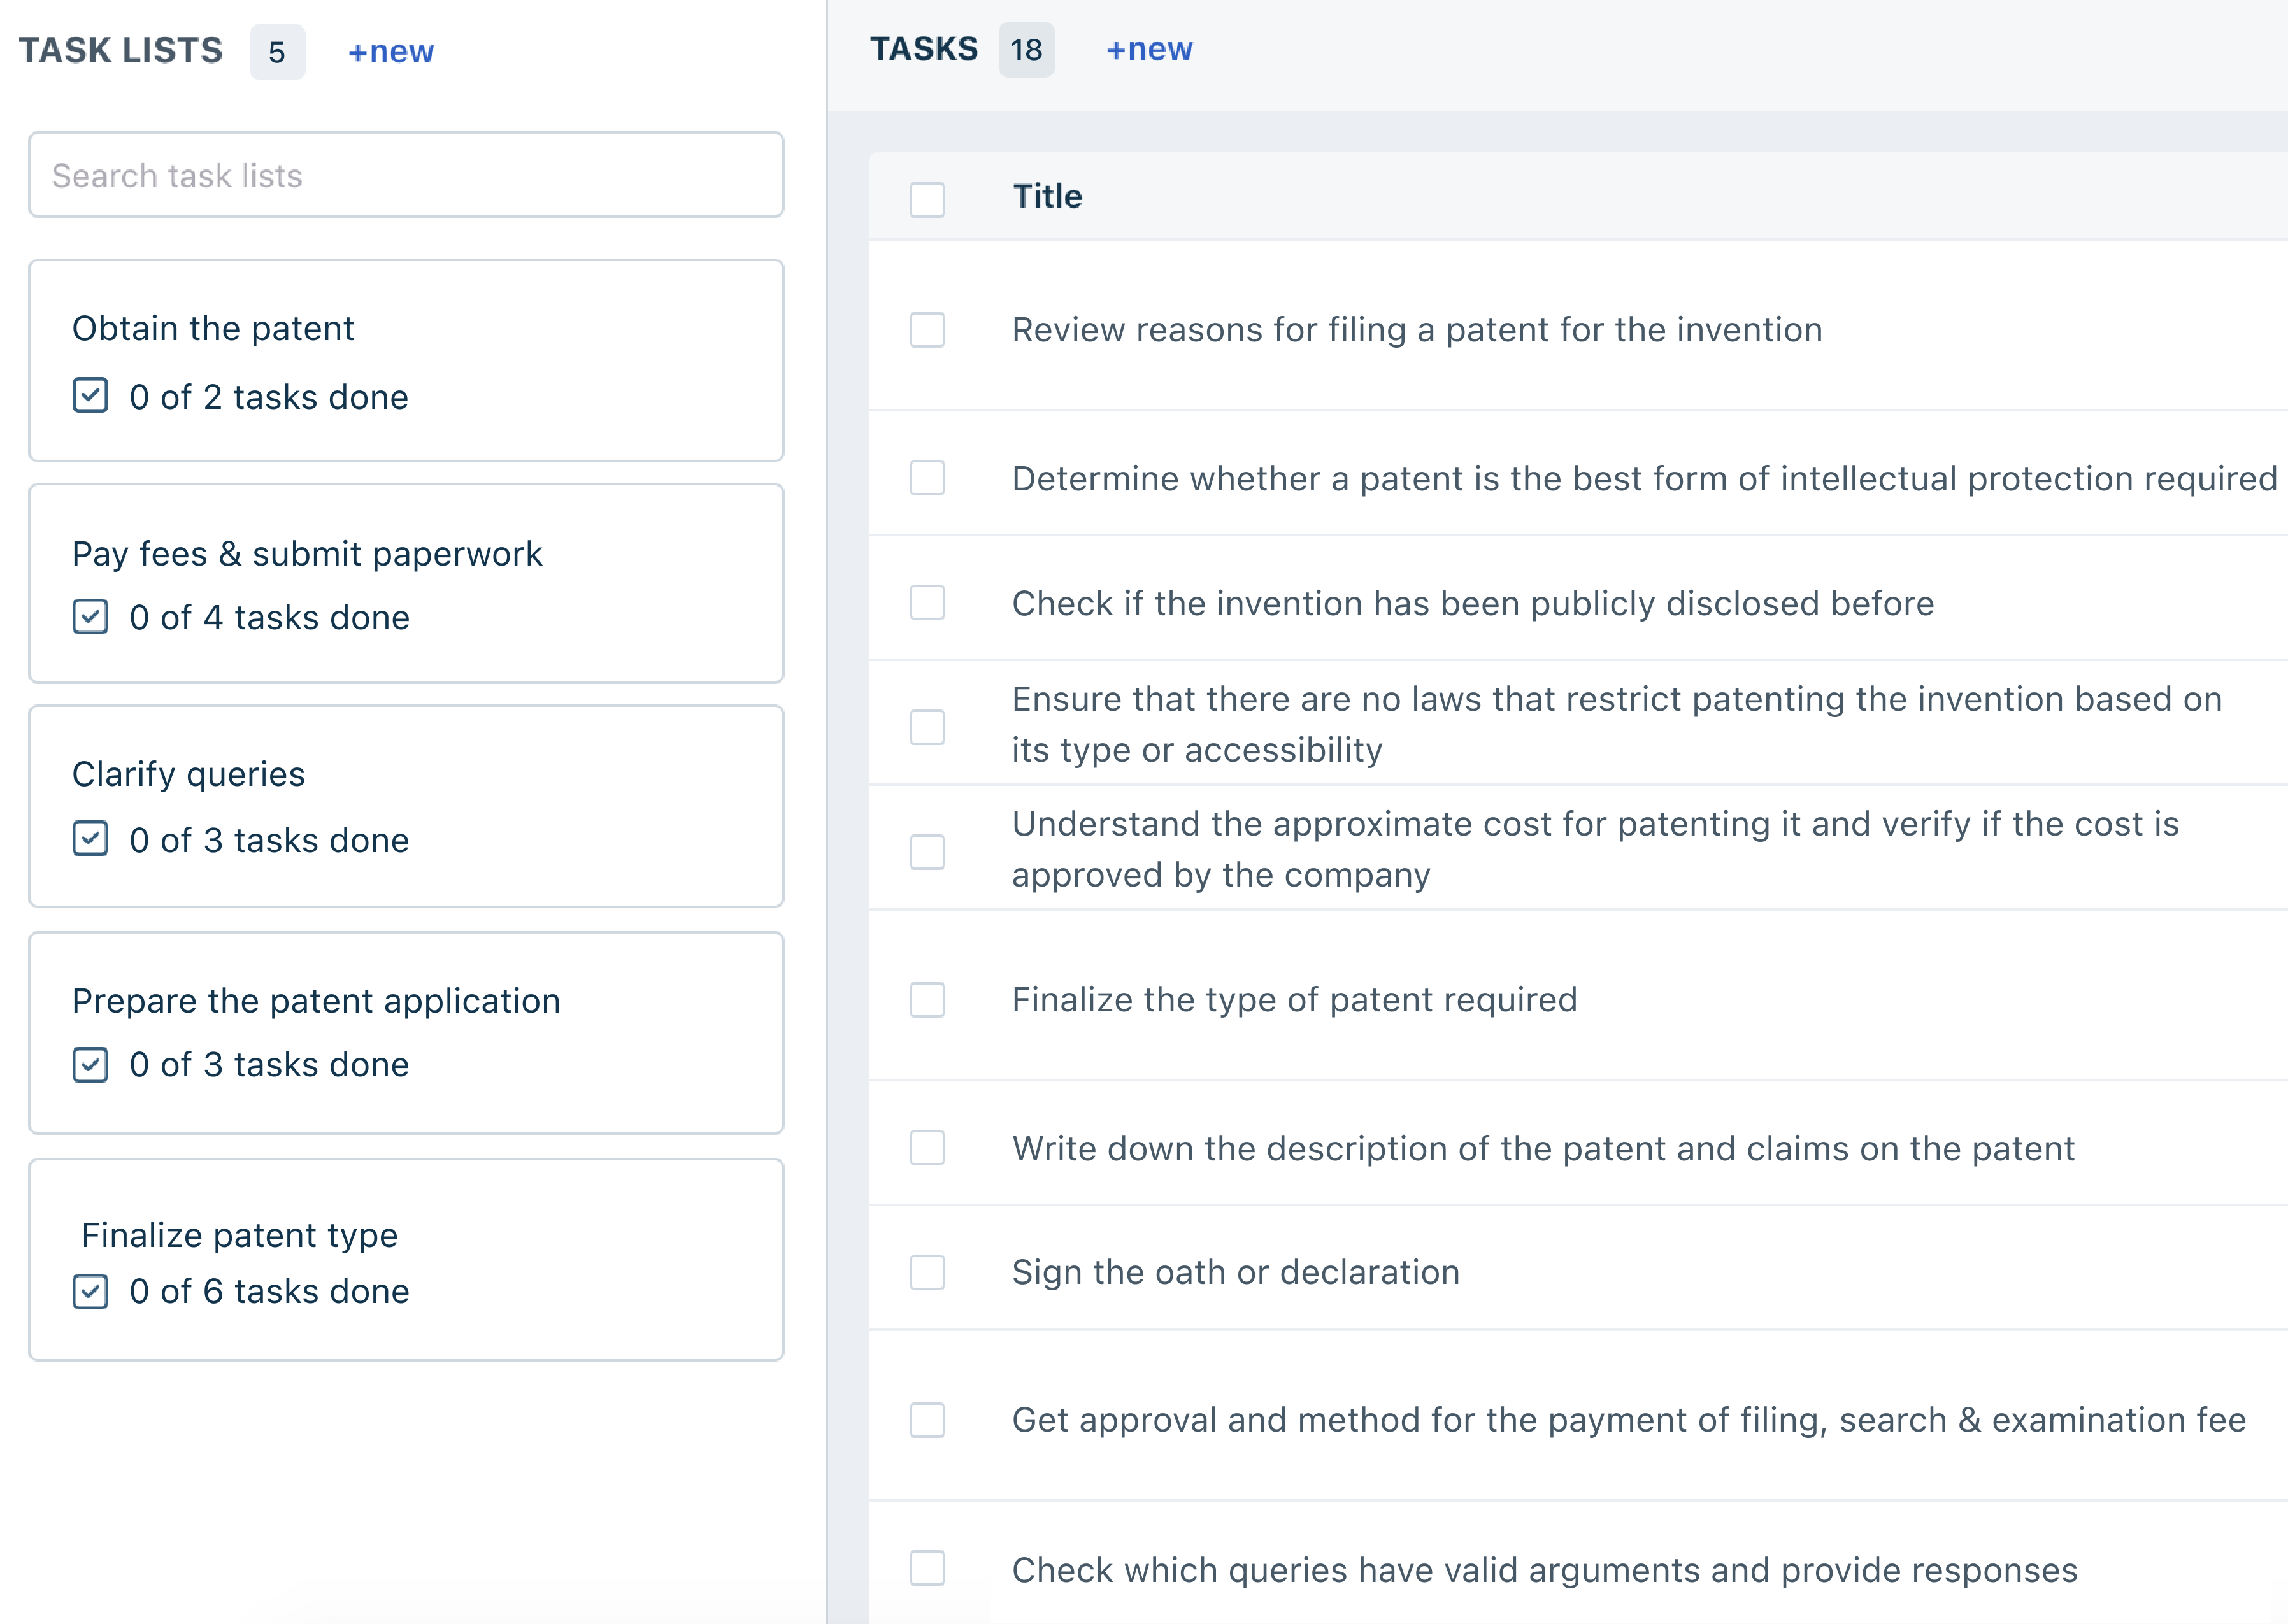 TASK LISTS 5 +new
Search task lists
Obtain the patent
0 of 2 tasks done
Pay fees & submit paperwork
0 of 4 tasks done
Clarify queries
0 of 3 tasks done
Prepare the patent application
0 of 3 tasks done
Finalize patent type
0 of 6 tasks done
TASKS 18 +new
Title
Review reasons for filing a patent for the invention
Determine whether a patent is the best form of intellectual protection required
Check if the invention has been publicly disclosed before
Ensure that there are no laws that restrict patenting the invention based on
its type or accessibility
Understand the approximate cost for patenting it and verify if the cost is
approved by the company
Finalize the type of patent required
Write down the description of the patent and claims on the patent
Sign the oath or declaration
Get approval and method for the payment of filing, search & examination fee
Check which queries have valid arguments and provide responses